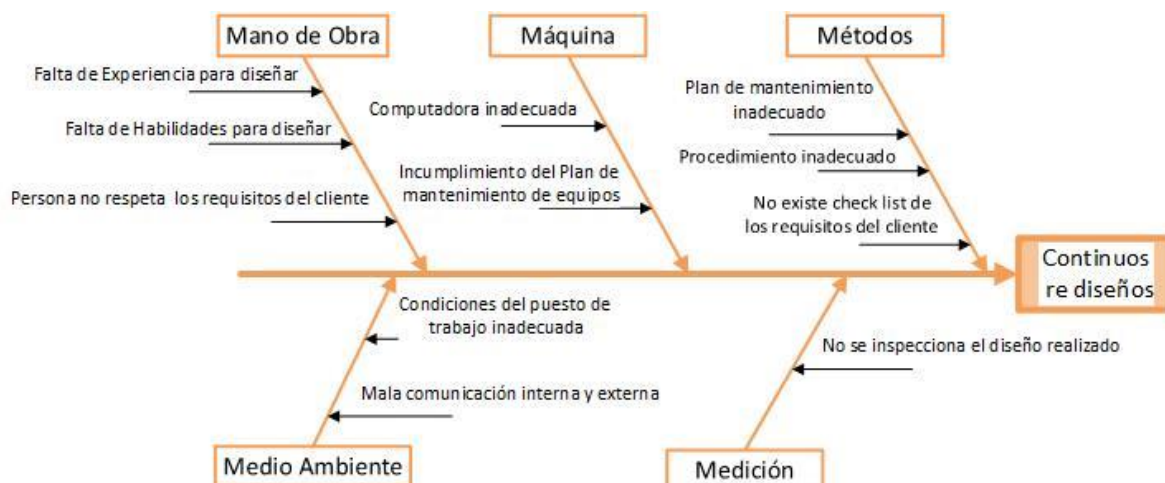 Mano de Obra
Máquina
Métodos
Falta de Experiencia para diseñar
Falta de Habilidades para diseñar
Persona no respeta los requisitos del cliente
Computadora inadecuada
Incumplimiento del Plan de
mantenimiento de equipos
Plan de mantenimiento
inadecuado
Procedimiento inadecuado
No existe check list de
los requisitos del cliente
Continuos
re diseños
Condiciones del puesto de
trabajo inadecuada
Mala comunicación interna y externa
No se inspecciona el diseño realizado
Medio Ambiente
Medición